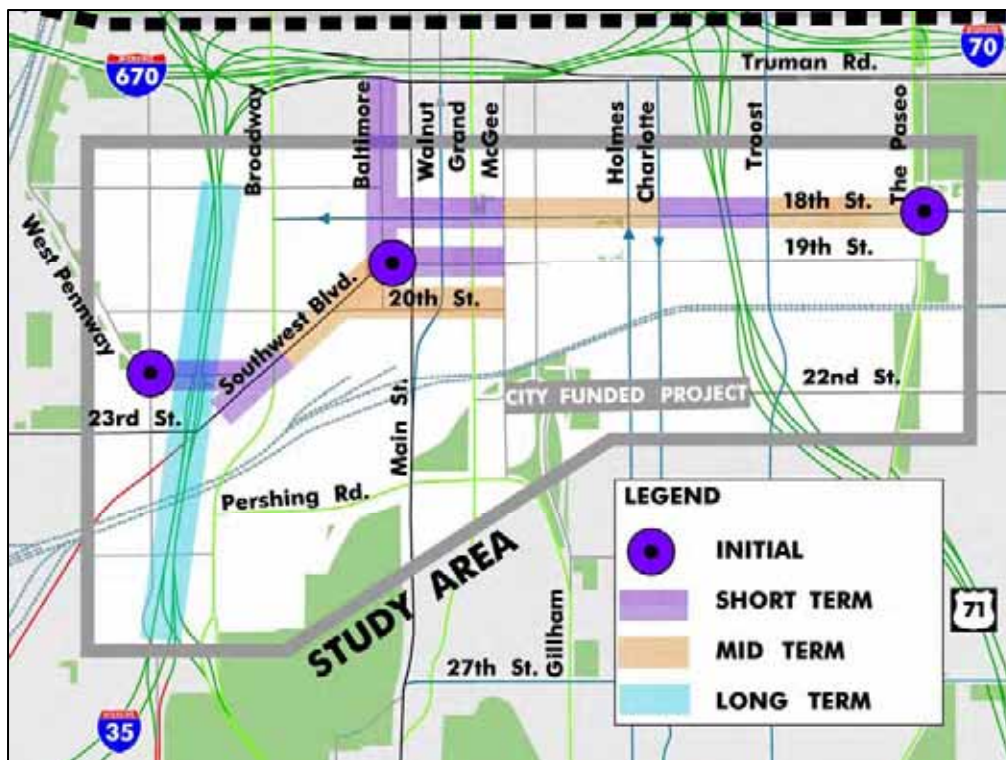 670
70
Truman Rd.
Broadway
Baltimore
Walnut
Grand
McGee
Holmes
Charlotte
Troost
The Paseo
18th St.
19th St.
West Pennway
Southwest Blvd.
20th St.
22nd St.
CITY FUNDED PROJECT
23rd St.
Main St.
Pershing Rd.
STUDY AREA
Gillham
27th St.
35
71
LEGEND
INITIAL
SHORT TERM
MID TERM
LONG TERM